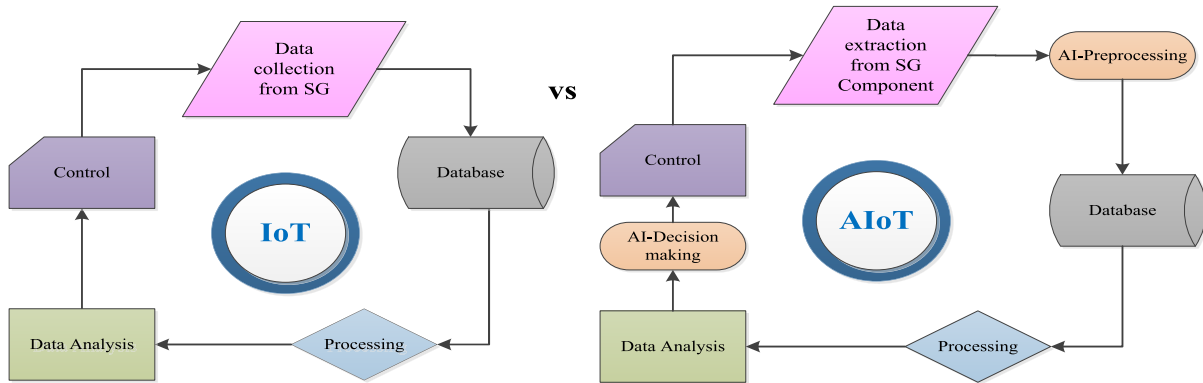 Data
collection
from SG
Control
Database
IoT
Data Analysis
Processing
vs
Data
extraction
from SG
Component
AI-Preprocessing
Control
Database
AIoT
AI-Decision
making
Data Analysis
Processing